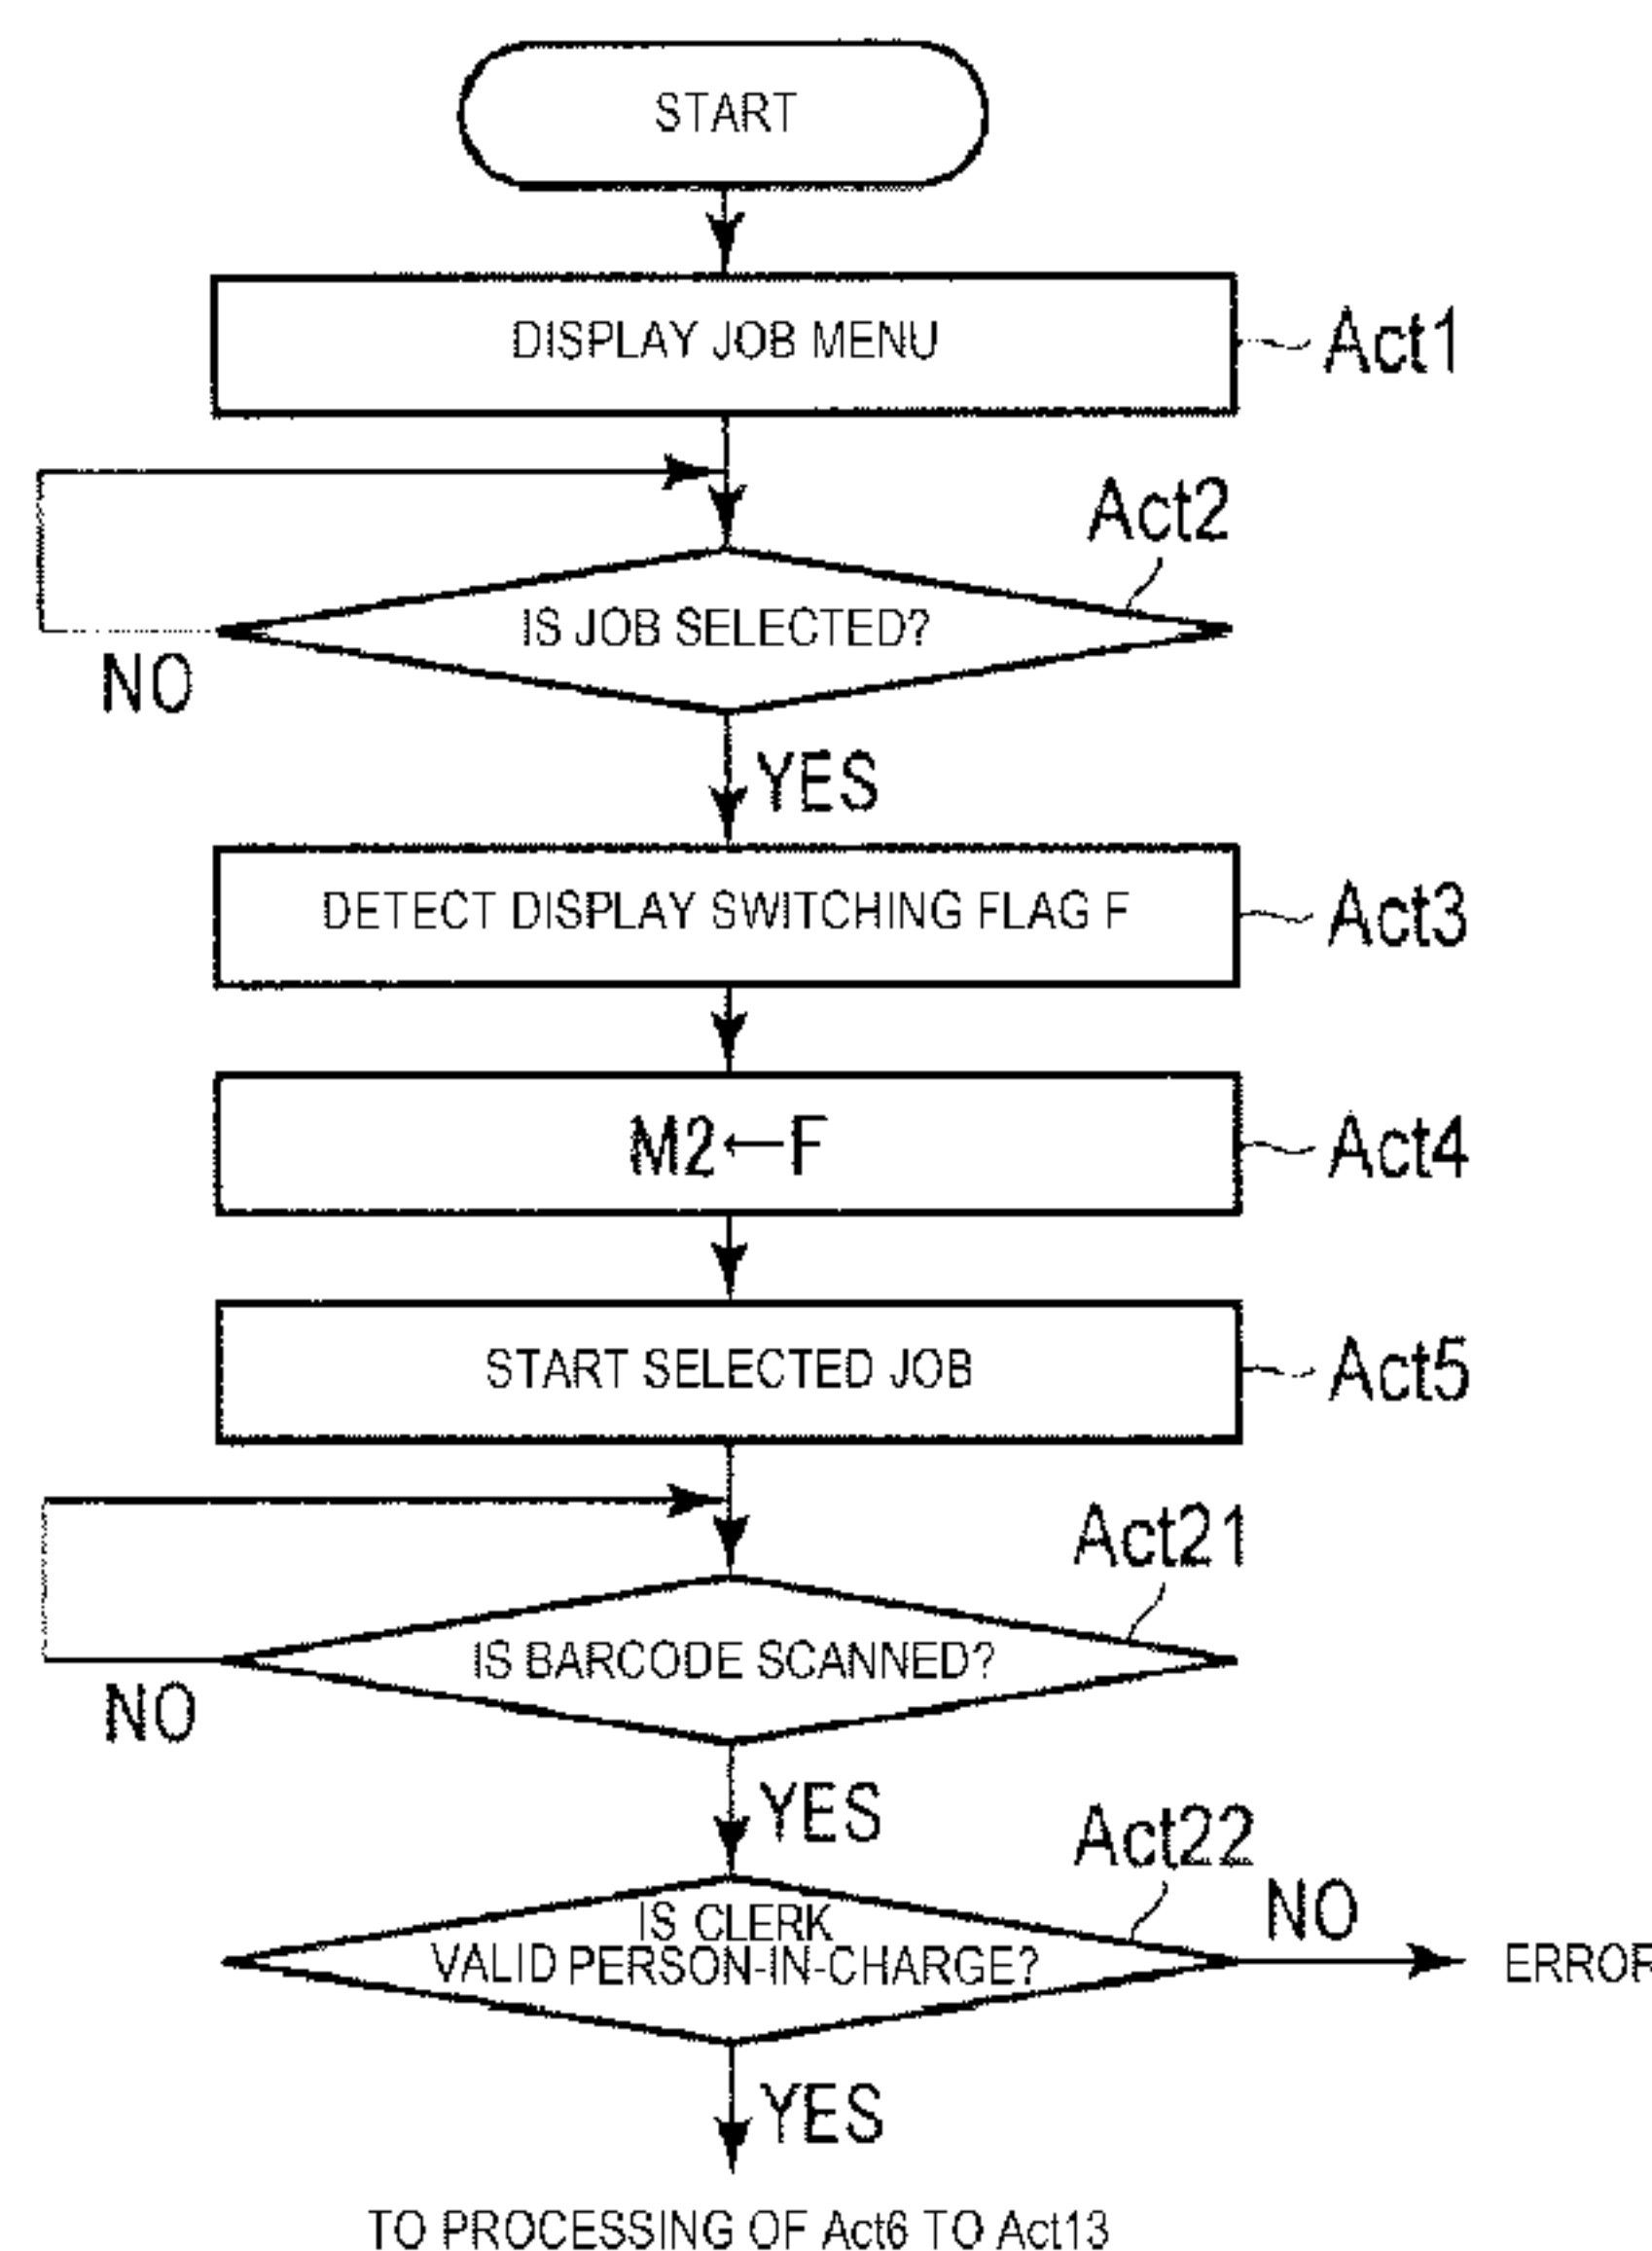 START
DISPLAY JOB MENU
Act1
Act2
IS JOB SELECTED?
NO
YES
DETECT DISPLAY SWITCHING FLAG F
Act3
M2←F
Act4
START SELECTED JOB
Act5
Act21
IS BARCODE SCANNED?
NO
YES
Act22
NO
IS CLERK
VALID PERSON-IN-CHARGE?
ERROR
YES
TO PROCESSING OF Act6 TO Act13